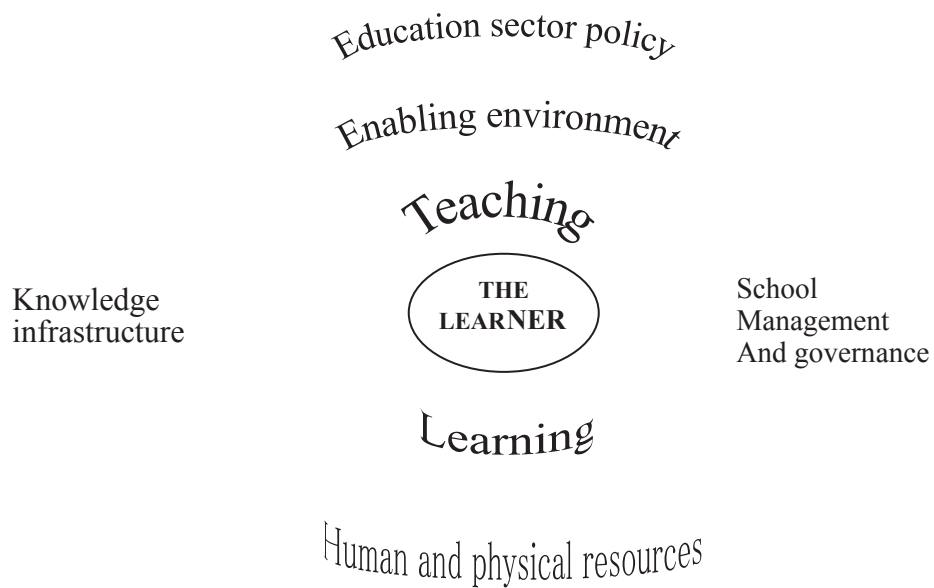 Education sector policy
Enabling environment
Teaching
THE
LEARNER
Knowledge
infrastructure
School
Management
And governance
Learning
Human and physical resources